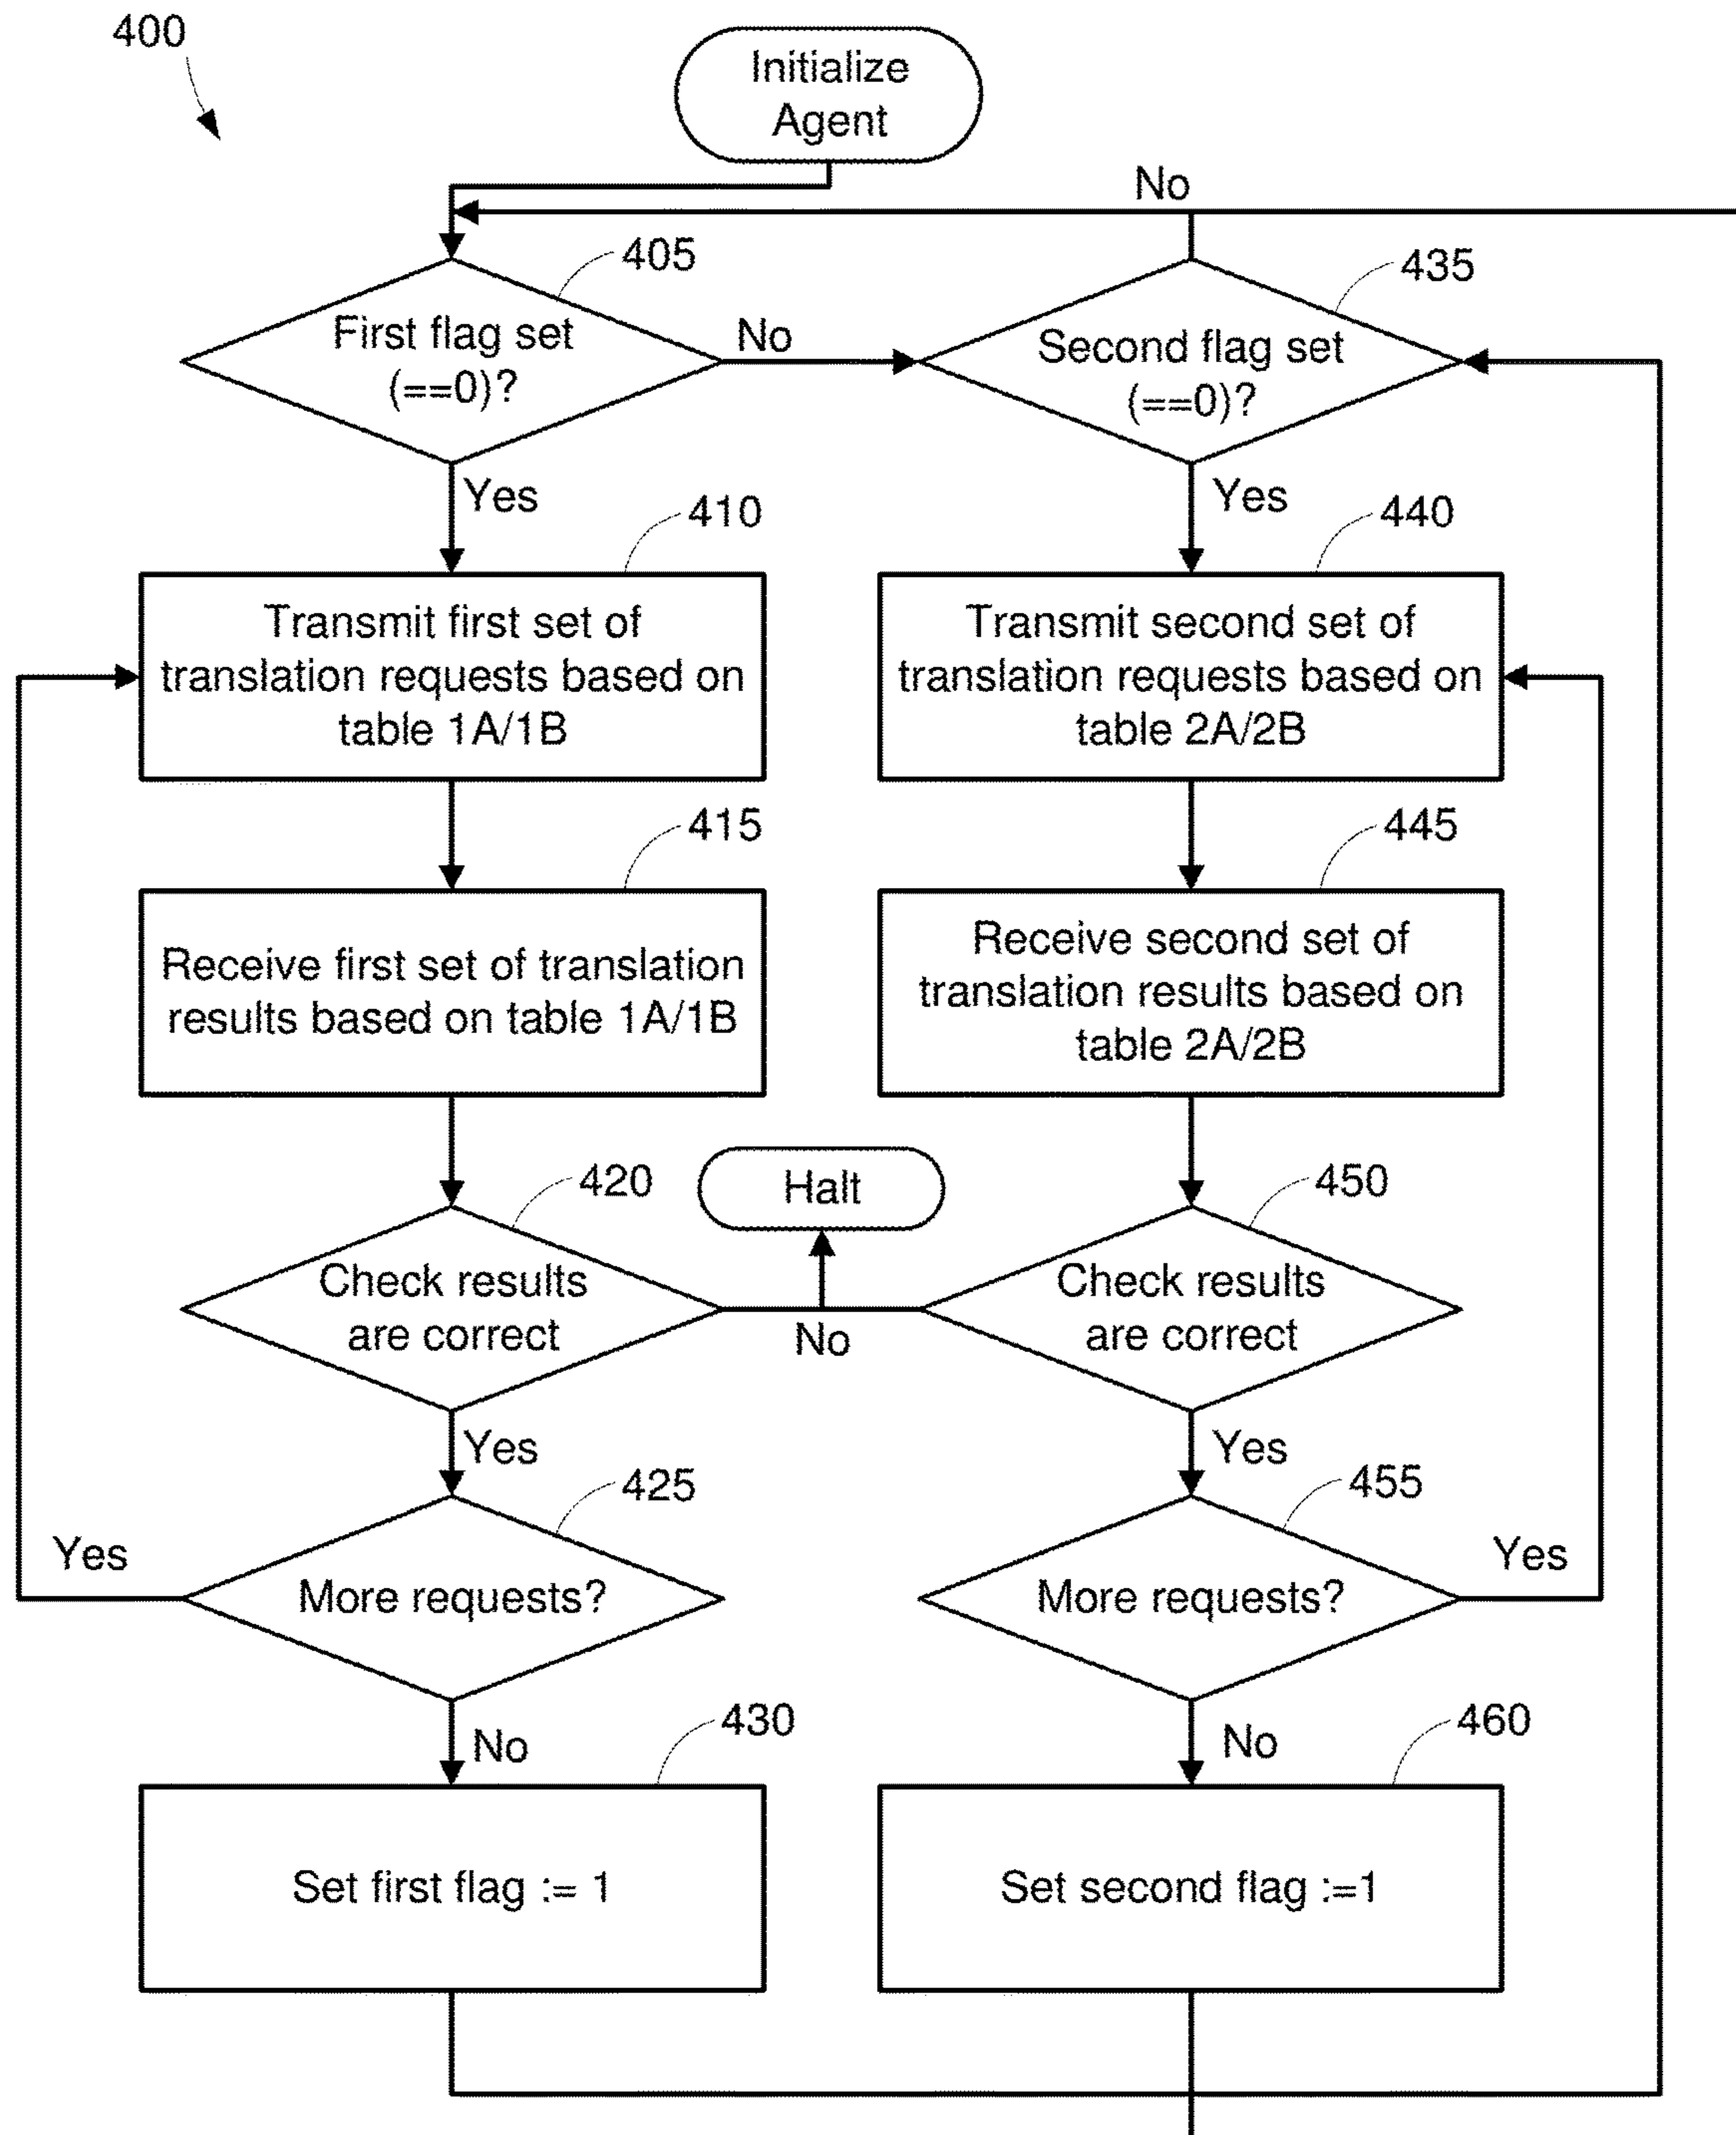 400
Initialize
Agent
No
405
435
First flag set
(==0)?
No
Second flag set
(==0)?
Yes
Yes
410
440
Transmit first set of
translation requests based on
table 1A/1B
Transmit second set of
translation requests based on
table 2A/2B
415
445
Receive first set of translation
results based on table 1A/1B
Receive second set of
translation results based on
table 2A/2B
420
Halt
450
Check results
are correct
No
Check results
are correct
Yes
Yes
425
455
Yes
More requests?
More requests?
Yes
430
460
No
No
Set first flag := 1
Set second flag :=1